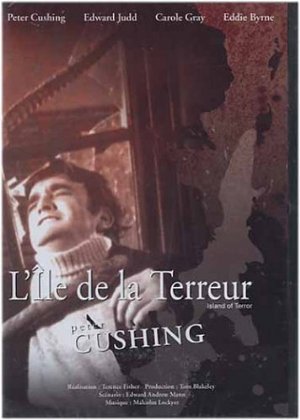 Peter Cushing Edward Judd Carole Gray Eddie Byrne
L'Île de la Terreur
Island of Terror
peter
CUSHING
Réalisation : Terence Fisher Production : Tom Blakeley
Scénario : Edward Andrew Mann
Musique : Malcolm Lockyer